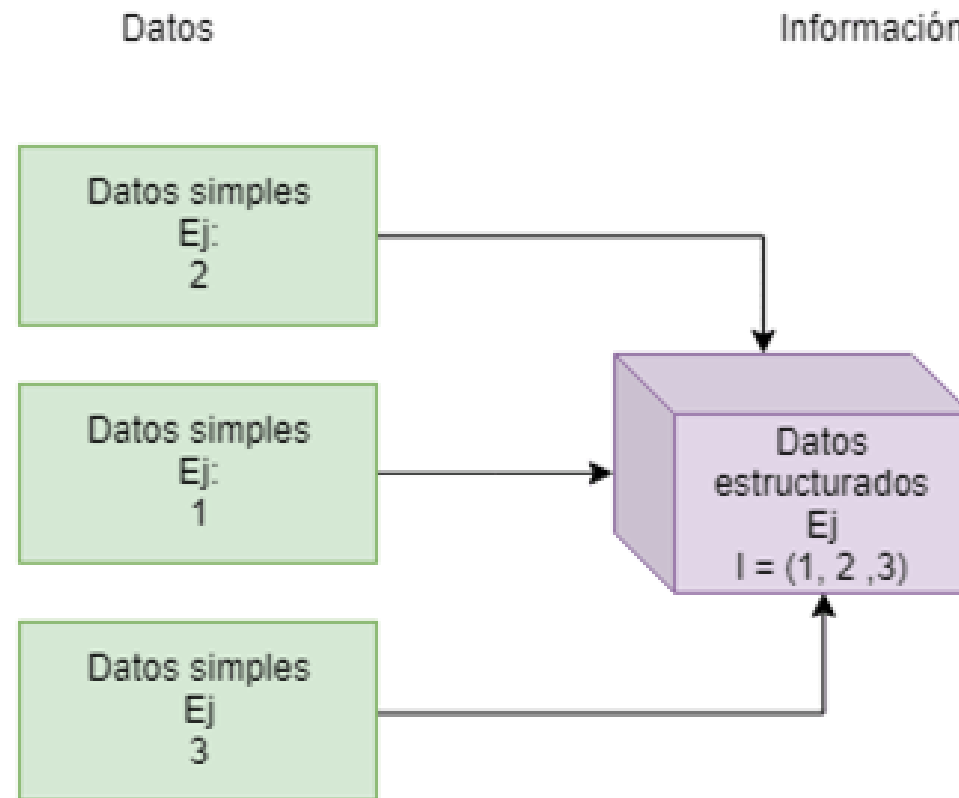 Datos
Información
Datos simples
Ej:
2
Datos simples
Ej:
1
Datos simples
Ej
3
Datos
estructurados
Ej
I = (1, 2 ,3)